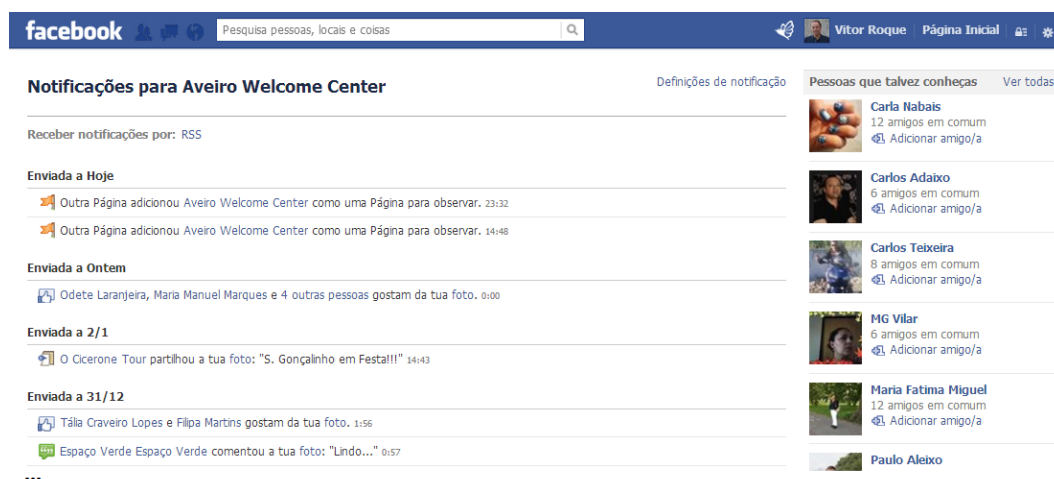 facebook
Pesquisa pessoas, locais e coisas
Vitor Roque
Página Inicial
Notificações para Aveiro Welcome Center
Definições de notificação
Receber notificações por: RSS
Enviada a Hoje
Outra Página adicionou Aveiro Welcome Center como uma Página para observar. 23:32
Outra Página adicionou Aveiro Welcome Center como uma Página para observar. 14:48
Enviada a Ontem
Odete Laranjeira, Maria Manuel Marques e 4 outras pessoas gostam da tua foto. 0:00
Enviada a 2/1
O Cicerone Tour partilhou a tua foto: "S. Gonçalinho em Festa!!!" 14:43
Enviada a 31/12
Tália Craveiro Lopes e Filipa Martins gostam da tua foto. 1:56
Espaço Verde Espaço Verde comentou a tua foto: "Lindo..." 0:57
...
Pessoas que talvez conheças
Ver todas
Carla Nabais
12 amigos em comum
Adicionar amigo/a
Carlos Adaixo
6 amigos em comum
Adicionar amigo/a
Carlos Teixeira
8 amigos em comum
Adicionar amigo/a
MG Vilar
6 amigos em comum
Adicionar amigo/a
Maria Fatima Miguel
12 amigos em comum
Adicionar amigo/a
Paulo Aleixo